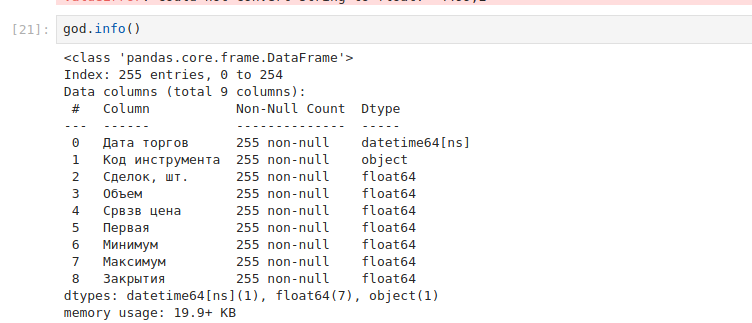 [21]: god.info()
<class 'pandas.core.frame.DataFrame'>
Index: 255 entries, 0 to 254
Data columns (total 9 columns):
 #   Column          Non-Null Count  Dtype
---  ------          --------------  -----
 0   Дата торгов     255 non-null    datetime64[ns]
 1   Код инструмента 255 non-null    object
 2   Сделок, шт.     255 non-null    float64
 3   Объем           255 non-null    float64
 4   Српзв цена      255 non-null    float64
 5   Первая          255 non-null    float64
 6   Минимум         255 non-null    float64
 7   Максимум        255 non-null    float64
 8   Закрытия        255 non-null    float64
dtypes: datetime64[ns](1), float64(7), object(1)
memory usage: 19.9+ KB